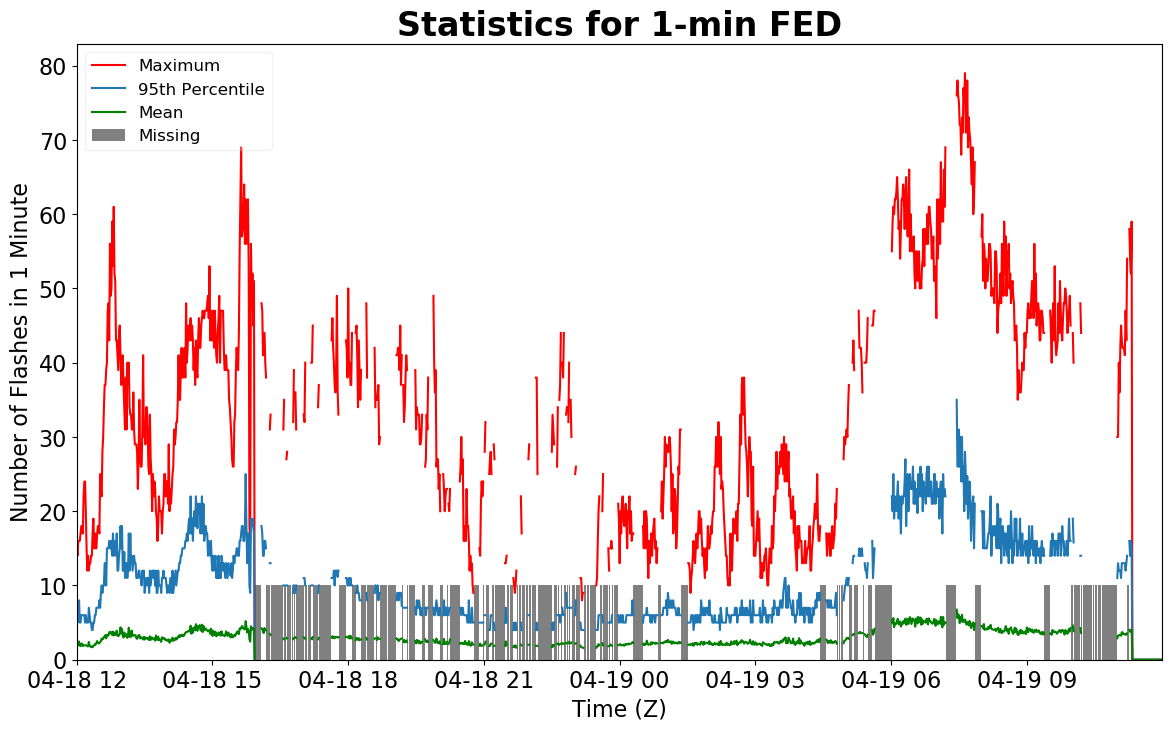 Statistics for 1-min FED
Number of Flashes in 1 Minute
80
70
60
50
40
30
20
10
0
Maximum
95th Percentile
Mean
Missing
04-18 12 04-18 15 04-18 18 04-18 21 04-19 00 04-19 03 04-19 06 04-19 09
Time (Z)